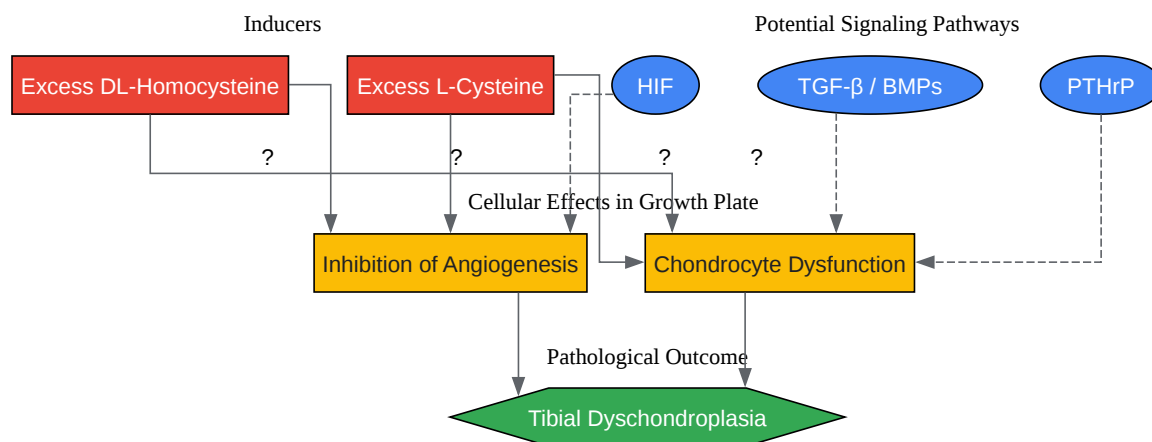 Inducers
Potential Signaling Pathways
Excess DL-Homocysteine
Excess L-Cysteine
HIF
TGF-β / BMPs
PTHrP
?
?
?
?
Cellular Effects in Growth Plate
Inhibition of Angiogenesis
Chondrocyte Dysfunction
Pathological Outcome
Tibial Dyschondroplasia